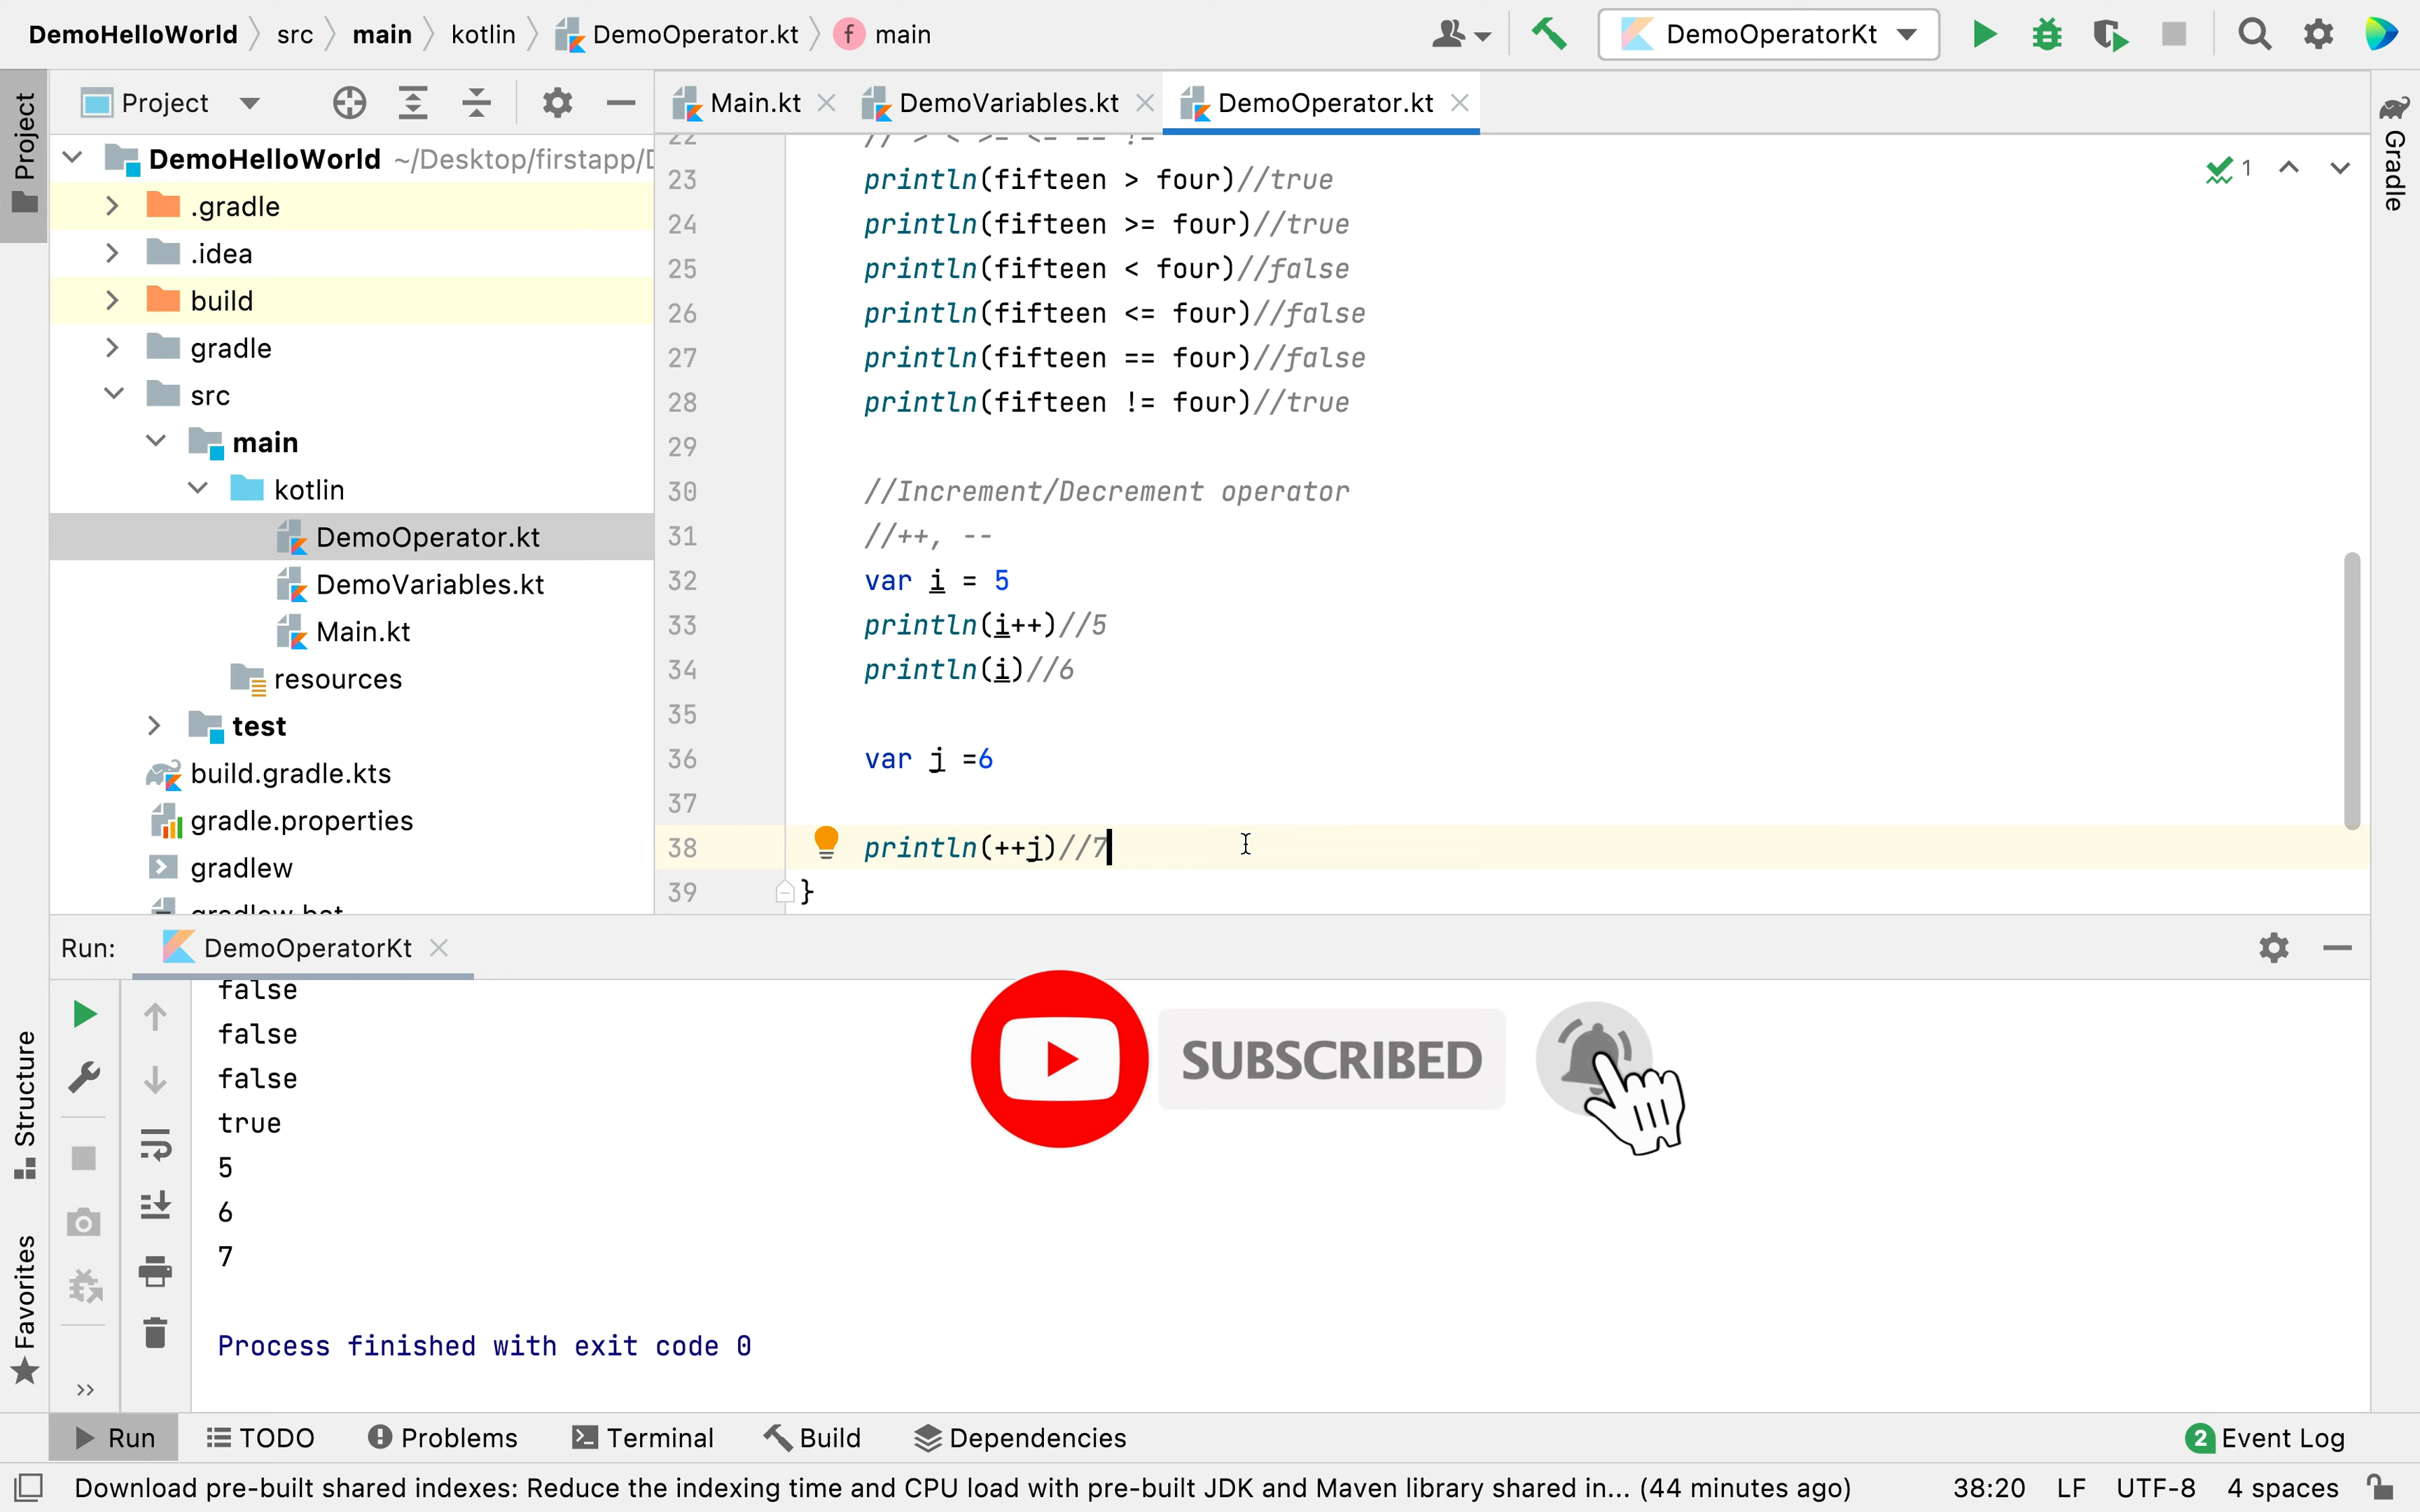 DemoHelloWorld src main kotlin DemoOperator.kt f main DemoOperatorKt
Project
Project
Main.kt DemoVariables.kt DemoOperator.kt
Gradle
DemoHelloWorld ~/Desktop/firstapp/
.gradle
.idea
build
gradle
src
main
kotlin
DemoOperator.kt
DemoVariables.kt
Main.kt
resources
test
build.gradle.kts
gradle.properties
gradlew
gradlew.bat
22 // > < >= <= == !=
23 println(fifteen > four)//true
24 println(fifteen >= four)//true
25 println(fifteen < four)//false
26 println(fifteen <= four)//false
27 println(fifteen == four)//false
28 println(fifteen != four)//true
29
30 //Increment/Decrement operator
31 //++, --
32 var i = 5
33 println(i++)//5
34 println(i)//6
35
36 var j =6
37
38 println(++j)//7
39 }
1
Run: DemoOperatorKt
false
false
false
true
5
6
7
Process finished with exit code 0
SUBSCRIBED
Structure
Favorites
Run TODO Problems Terminal Build Dependencies 2 Event Log
Download pre-built shared indexes: Reduce the indexing time and CPU load with pre-built JDK and Maven library shared in... (44 minutes ago) 38:20 LF UTF-8 4 spaces